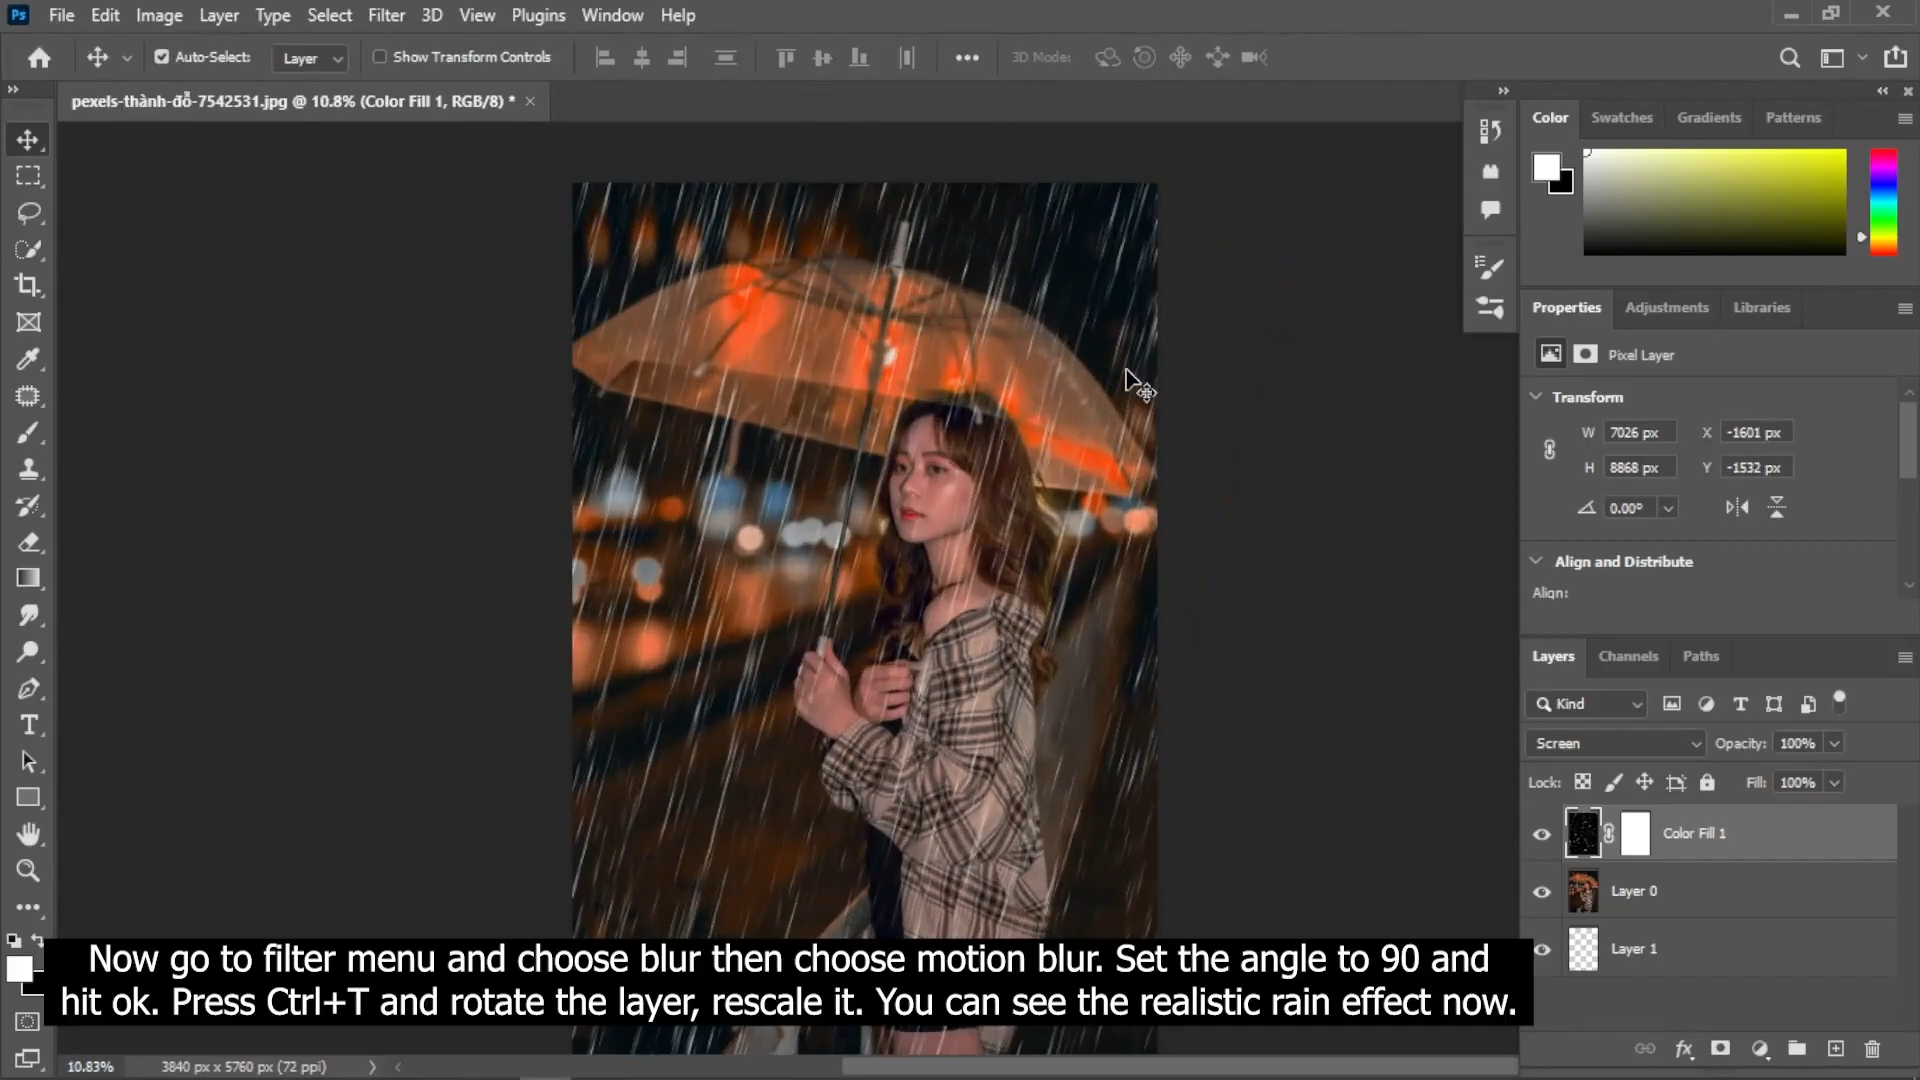 Ps File Edit Image Layer Type Select Filter 3D View Plugins Window Help
Auto-Select: Layer Show Transform Controls 3D Mode:
pexels-thành-đỗ-7542531.jpg @ 10.8% (Color Fill 1, RGB/8) * ×
Color Swatches Gradients Patterns
Properties Adjustments Libraries
Pixel Layer
Transform
W 7026 px X -1601 px
H 8868 px Y -1532 px
0.00°
Align and Distribute
Align:
Layers Channels Paths
Kind
Screen Opacity: 100%
Lock: Fill: 100%
Color Fill 1
Layer 0
Layer 1
Now go to filter menu and choose blur then choose motion blur. Set the angle to 90 and
hit ok. Press Ctrl+T and rotate the layer, rescale it. You can see the realistic rain effect now.
10.83% 3840 px x 5760 px (72 ppi)